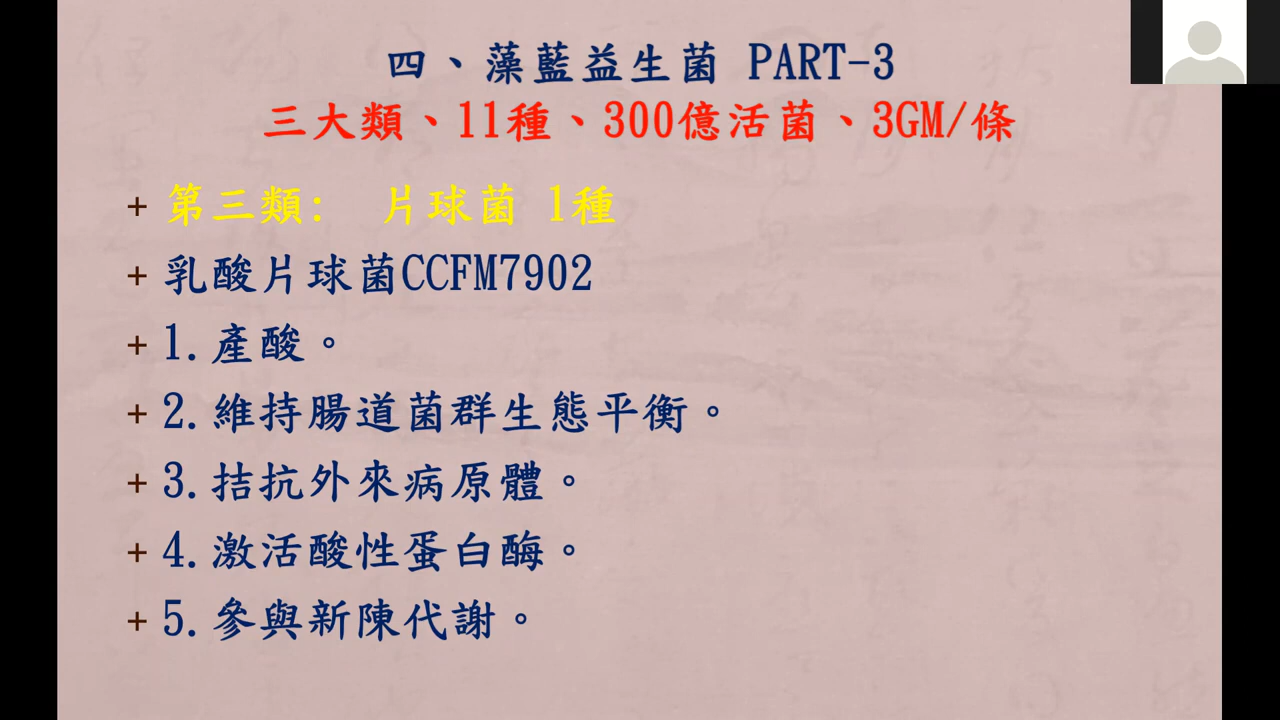 四、藻藍益生菌 PART-3
三大類、11種、300億活菌、3GM/條
+ 第三類: 片球菌 1種
+ 乳酸片球菌CCFM7902
+ 1.產酸。
+ 2.維持腸道菌群生態平衡。
+ 3.拮抗外來病原體。
+ 4.激活酸性蛋白酶。
+ 5.參與新陳代謝。